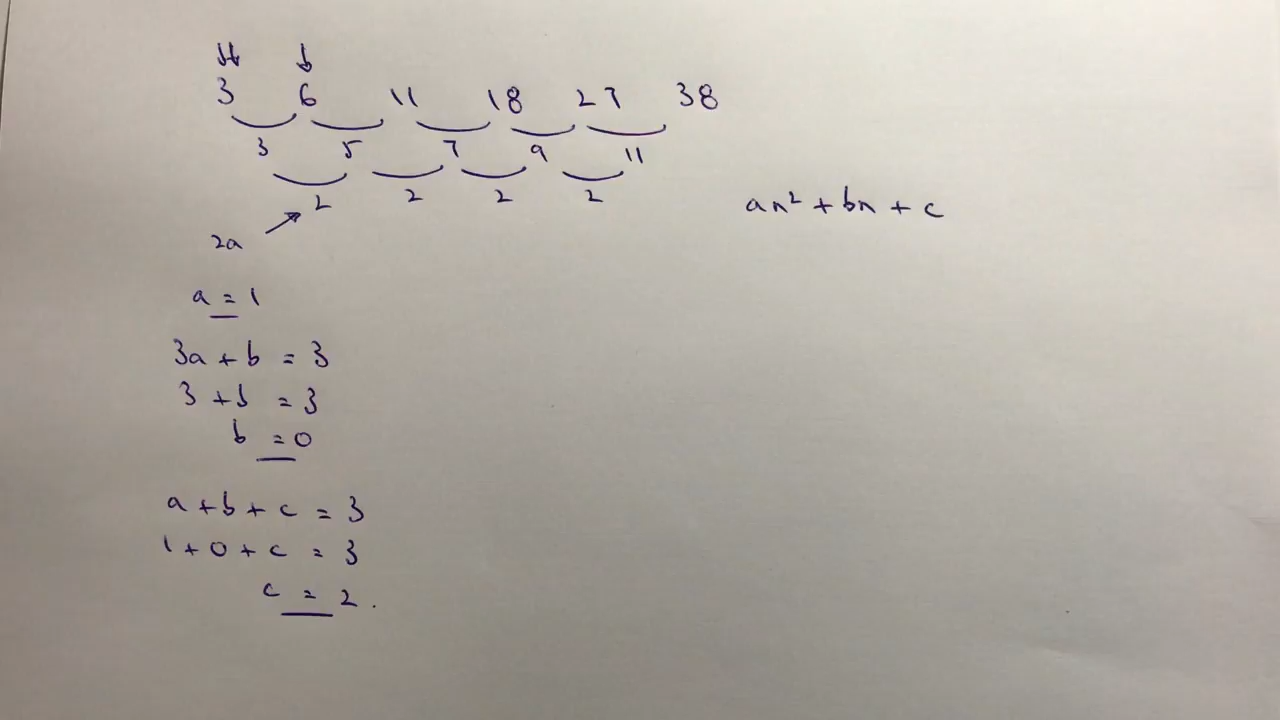 3 6 11 18 27 38
3 5 7 9 11
2 2 2 2
an² + bn + c
2a
a = 1
3a + b = 3
3 + b = 3
b = 0
a + b + c = 3
1 + 0 + c = 3
c = 2.